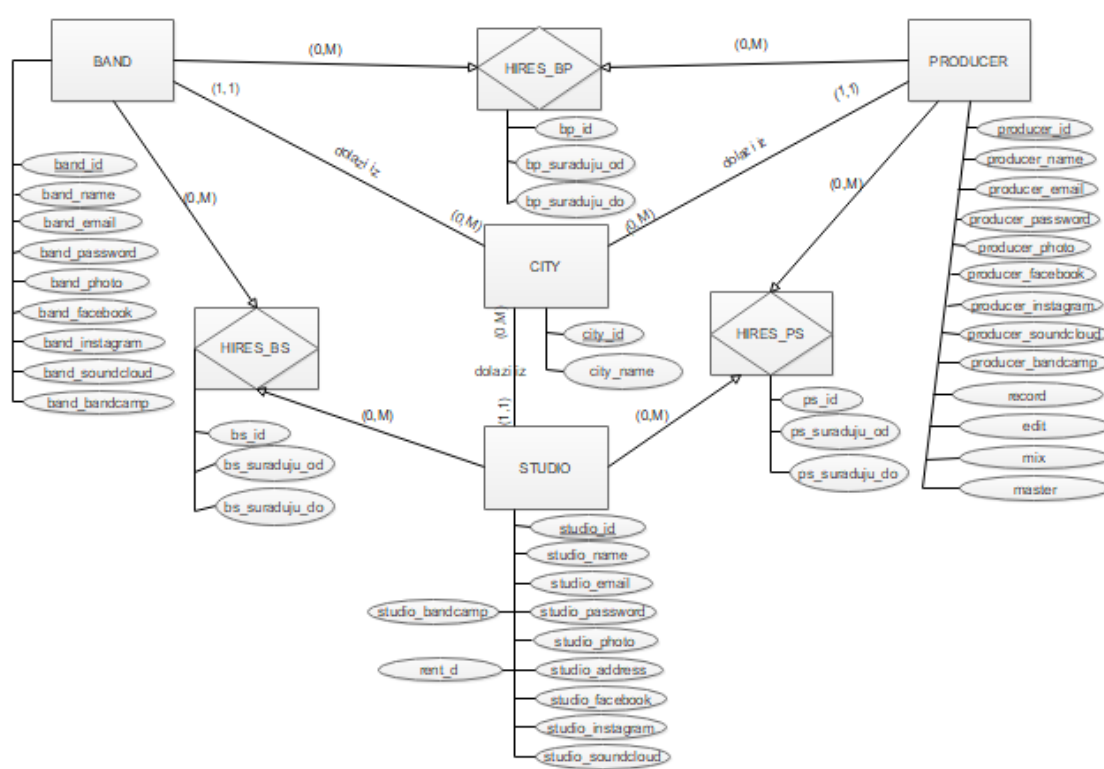 BAND
HIRES_BP
PRODUCER
(0,M)
(0,M)
(1,1)
(1,1)
bp_id
bp_suraduju_od
bp_suraduju_do
dolazi iz
dolazi iz
band_id
band_name
band_email
band_password
band_photo
band_facebook
band_instagram
band_soundcloud
band_bandcamp
producer_id
producer_name
producer_email
producer_password
producer_photo
producer_facebook
producer_instagram
producer_soundcloud
producer_bandcamp
record
edit
mix
master
(0,M)
(0,M)
(0,M)
(0,M)
CITY
city_id
city_name
(0,M)
dolazi iz
(1,1)
HIRES_BS
bs_id
bs_suraduju_od
bs_suraduju_do
HIRES_PS
ps_id
ps_suraduju_od
ps_suraduju_do
(0,M)
(0,M)
STUDIO
studio_id
studio_name
studio_email
studio_bandcamp
studio_password
studio_photo
rent_d
studio_address
studio_facebook
studio_instagram
studio_soundcloud